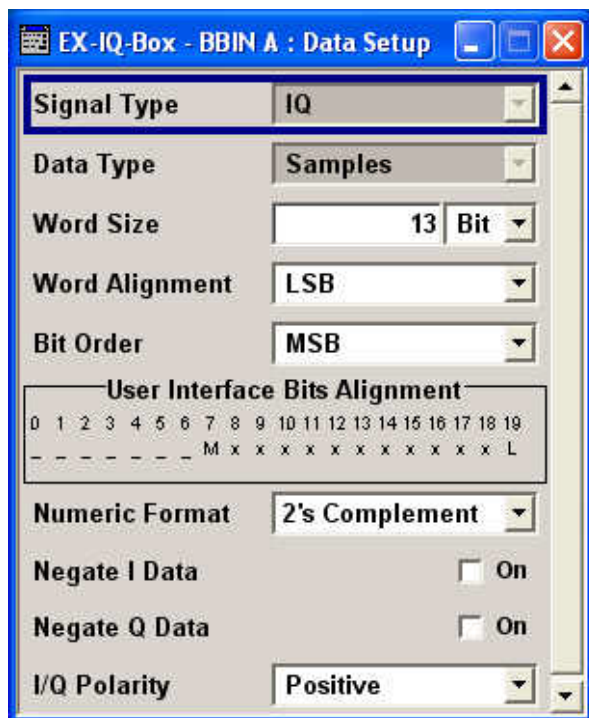 EX-IQ-Box - BBIN A : Data Setup
Signal Type IQ
Data Type Samples
Word Size 13 Bit
Word Alignment LSB
Bit Order MSB
User Interface Bits Alignment
0 1 2 3 4 5 6 7 8 9 10 11 12 13 14 15 16 17 18 19
_ _ _ _ _ _ _ M x x x x x x x x x x x L
Numeric Format 2's Complement
Negate I Data On
Negate Q Data On
I/Q Polarity Positive